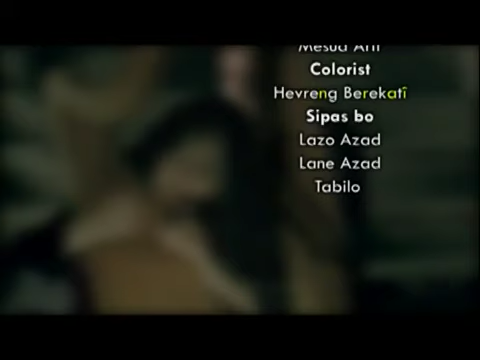 Colorist
Hevreng Berekatî
Sipas bo
Lazo Azad
Lane Azad
Tabilo